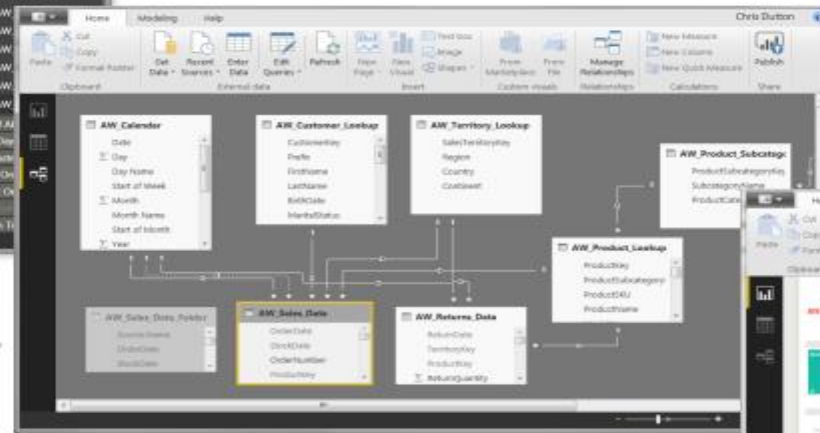 Home Modeling Help Chris Dutton
Cut
Copy
Format Painter
Paste
Get Data
Recent Sources
Enter Data
Edit Queries
Refresh
New Page
New Visual
Text box
Image
Shapes
From Marketplace
From File
Manage Relationships
New Measure
New Column
New Quick Measure
Publish
Clipboard External data Insert Custom visuals Relationships Calculations Share
AW_Calendar
Date
Day
Day Name
Start of Week
Month
Month Name
Start of Month
Year
AW_Customer_Lookup
CustomerKey
Prefix
FirstName
LastName
BirthDate
MaritalStatus
AW_Territory_Lookup
SalesTerritoryKey
Region
Country
Continent
AW_Product_Subcatego
ProductSubcategoryKey
SubcategoryName
ProductCate
AW_Product_Lookup
ProductKey
ProductSubcategory
ProductSKU
ProductName
AW_Sales_Data
OrderDate
StockDate
OrderNumber
ProductKey
AW_Returns_Data
ReturnDate
TerritoryKey
ProductKey
ReturnQuantity